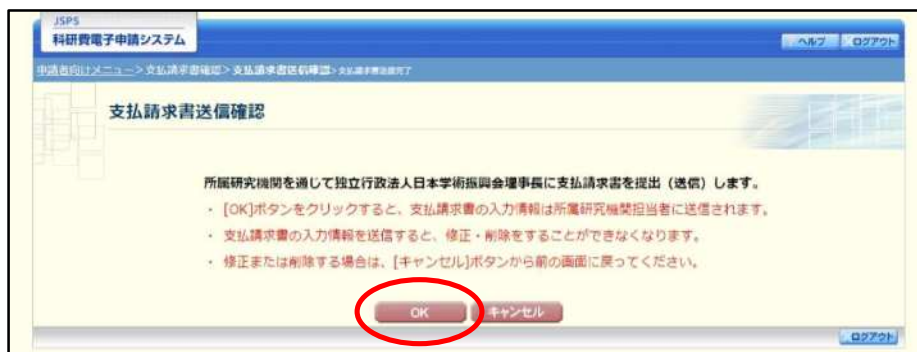 JSPS
科研費電子申請システム
ヘルプ ログアウト
申請者向けメニュー>支払請求書確認>支払請求書送信確認>支払請求書送信完了
支払請求書送信確認
所属研究機関を通じて独立行政法人日本学術振興会理事長に支払請求書を提出（送信）します。
・ [OK]ボタンをクリックすると、支払請求書の入力情報は所属研究機関担当者に送信されます。
・ 支払請求書の入力情報を送信すると、修正・削除をすることができなくなります。
・ 修正または削除する場合は、[キャンセル]ボタンから前の画面に戻ってください。
OK キャンセル
ログアウト